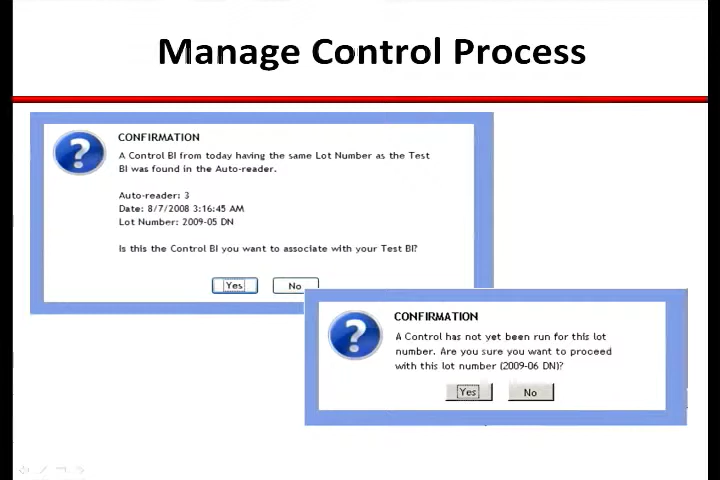 Manage Control Process
CONFIRMATION
A Control BI from today having the same Lot Number as the Test
BI was found in the Auto-reader.
Auto-reader: 3
Date: 8/7/2008 3:16:45 AM
Lot Number: 2009-05 DN
Is this the Control BI you want to associate with your Test BI?
Yes No
CONFIRMATION
A Control has not yet been run for this lot
number. Are you sure you want to proceed
with this lot number (2009-06 DN)?
Yes No